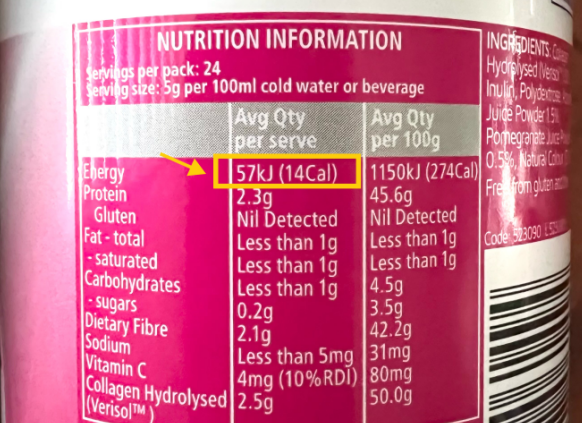 NUTRITION INFORMATION
Servings per pack: 24
Serving size: 5g per 100ml cold water or beverage
Avg Qty per serve Avg Qty per 100g
Energy 57kJ (14Cal) 1150kJ (274Cal)
Protein 2.3g 45.6g
Gluten Nil Detected Nil Detected
Fat - total Less than 1g Less than 1g
- saturated Less than 1g Less than 1g
Carbohydrates Less than 1g 4.5g
- sugars 0.2g 3.5g
Dietary Fibre 2.1g 42.2g
Sodium Less than 5mg 31mg
Vitamin C 4mg (10%RDI) 80mg
Collagen Hydrolysed 2.5g 50.0g
(Verisol™)
INGREDIENTS:
Hydrolysed (Verisol
Inulin, Polydextrose,
Juice Powder 1.5%
Pomegranate Juice
0.5%, Natural Colour
Free from gluten and
Code: 523090